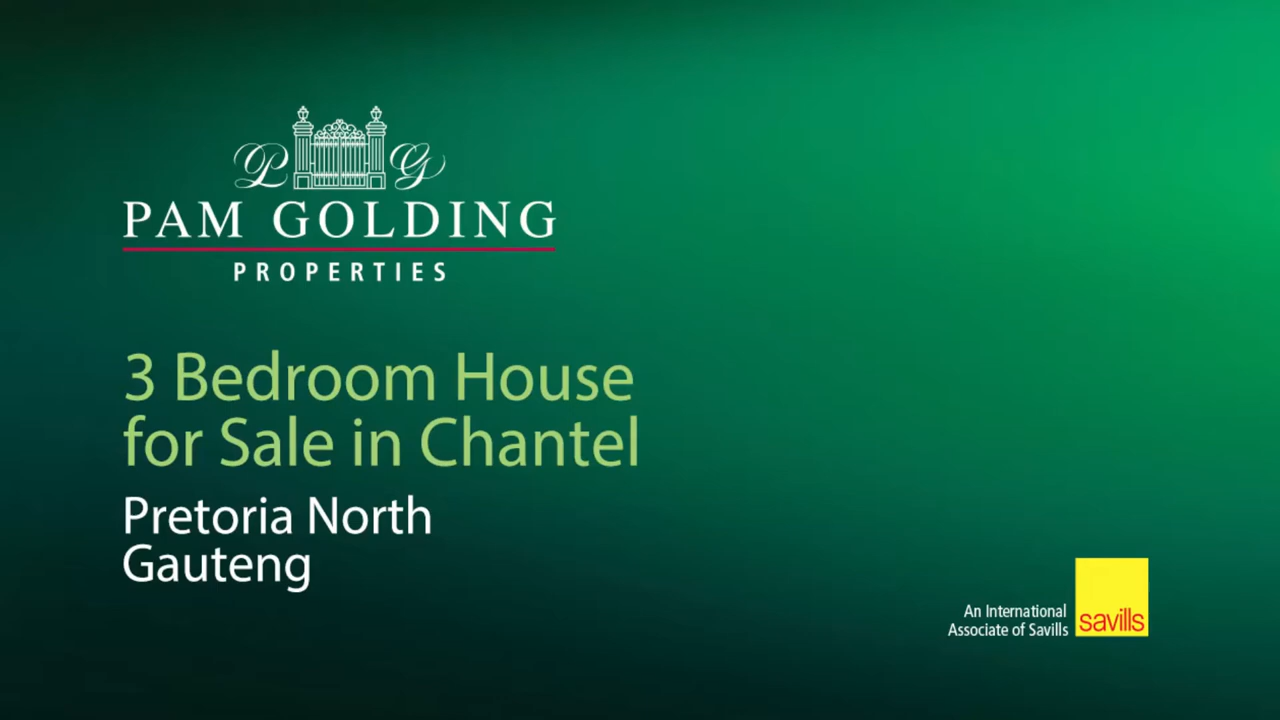 P G
PAM GOLDING
PROPERTIES
3 Bedroom House
for Sale in Chantel
Pretoria North
Gauteng
An International
Associate of Savills
savills